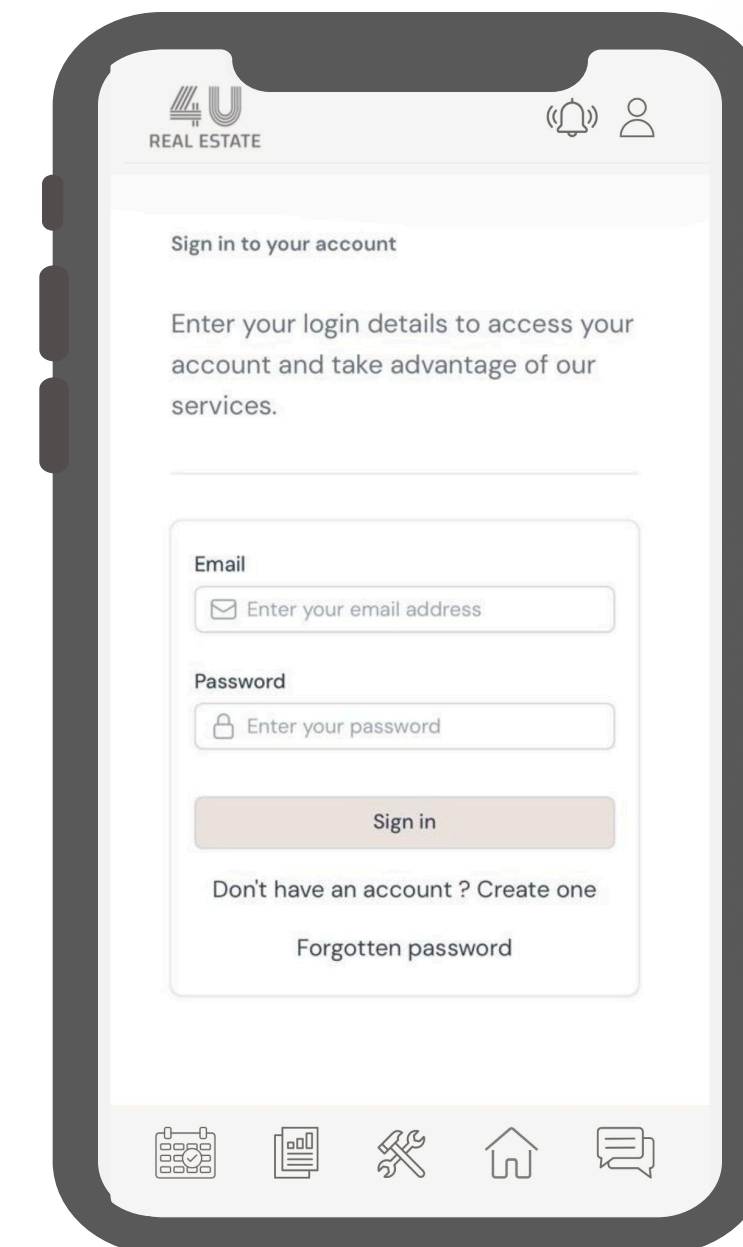 4U
REAL ESTATE
Sign in to your account
Enter your login details to access your
account and take advantage of our
services.
Email
Enter your email address
Password
Enter your password
Sign in
Don't have an account ? Create one
Forgotten password